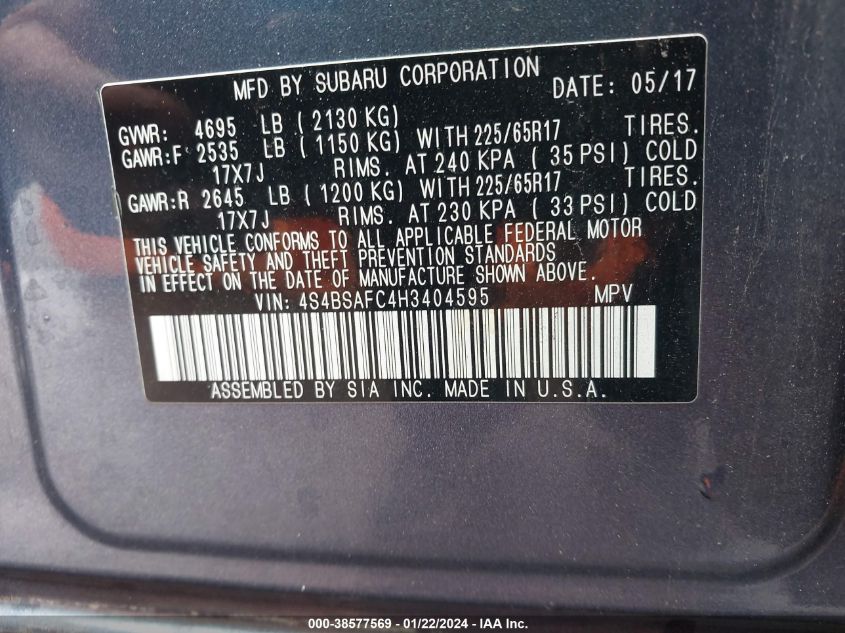 MFD BY SUBARU CORPORATION DATE: 05/17
GVWR: 4695 LB ( 2130 KG)
GAWR:F 2535 LB ( 1150 KG) WITH 225/65R17 TIRES.
17X7J RIMS. AT 240 KPA ( 35 PSI) COLD
GAWR:R 2645 LB ( 1200 KG) WITH 225/65R17 TIRES.
17X7J RIMS. AT 230 KPA ( 33 PSI) COLD
THIS VEHICLE CONFORMS TO ALL APPLICABLE FEDERAL MOTOR
VEHICLE SAFETY AND THEFT PREVENTION STANDARDS
IN EFFECT ON THE DATE OF MANUFACTURE SHOWN ABOVE.
VIN: 4S4BSAFC4H3404595 MPV
ASSEMBLED BY SIA INC. MADE IN U.S.A.
000-38577569 - 01/22/2024 - IAA Inc.